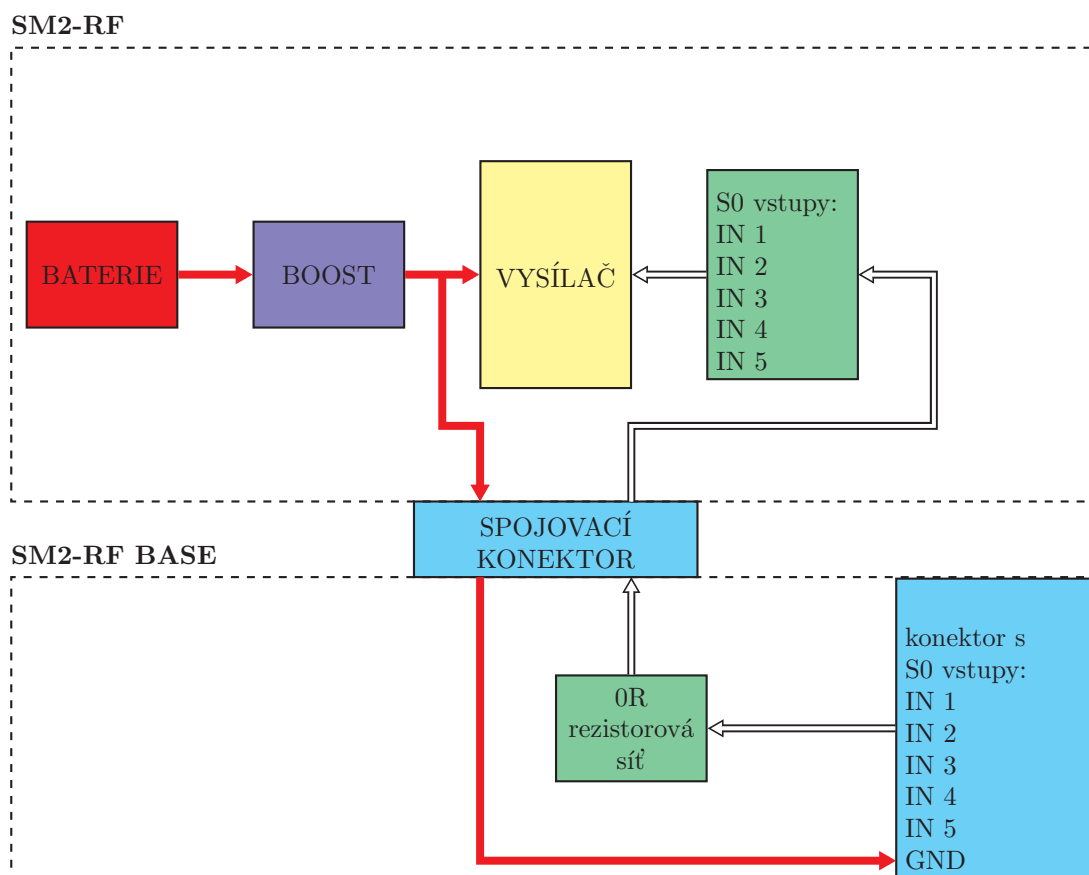 SM2-RF
BATERIE
BOOST
VYSÍLAČ
S0 vstupy:
IN 1
IN 2
IN 3
IN 4
IN 5
SPOJOVACÍ
KONEKTOR
SM2-RF BASE
0R
rezistorová
síť
konektor s
S0 vstupy:
IN 1
IN 2
IN 3
IN 4
IN 5
GND